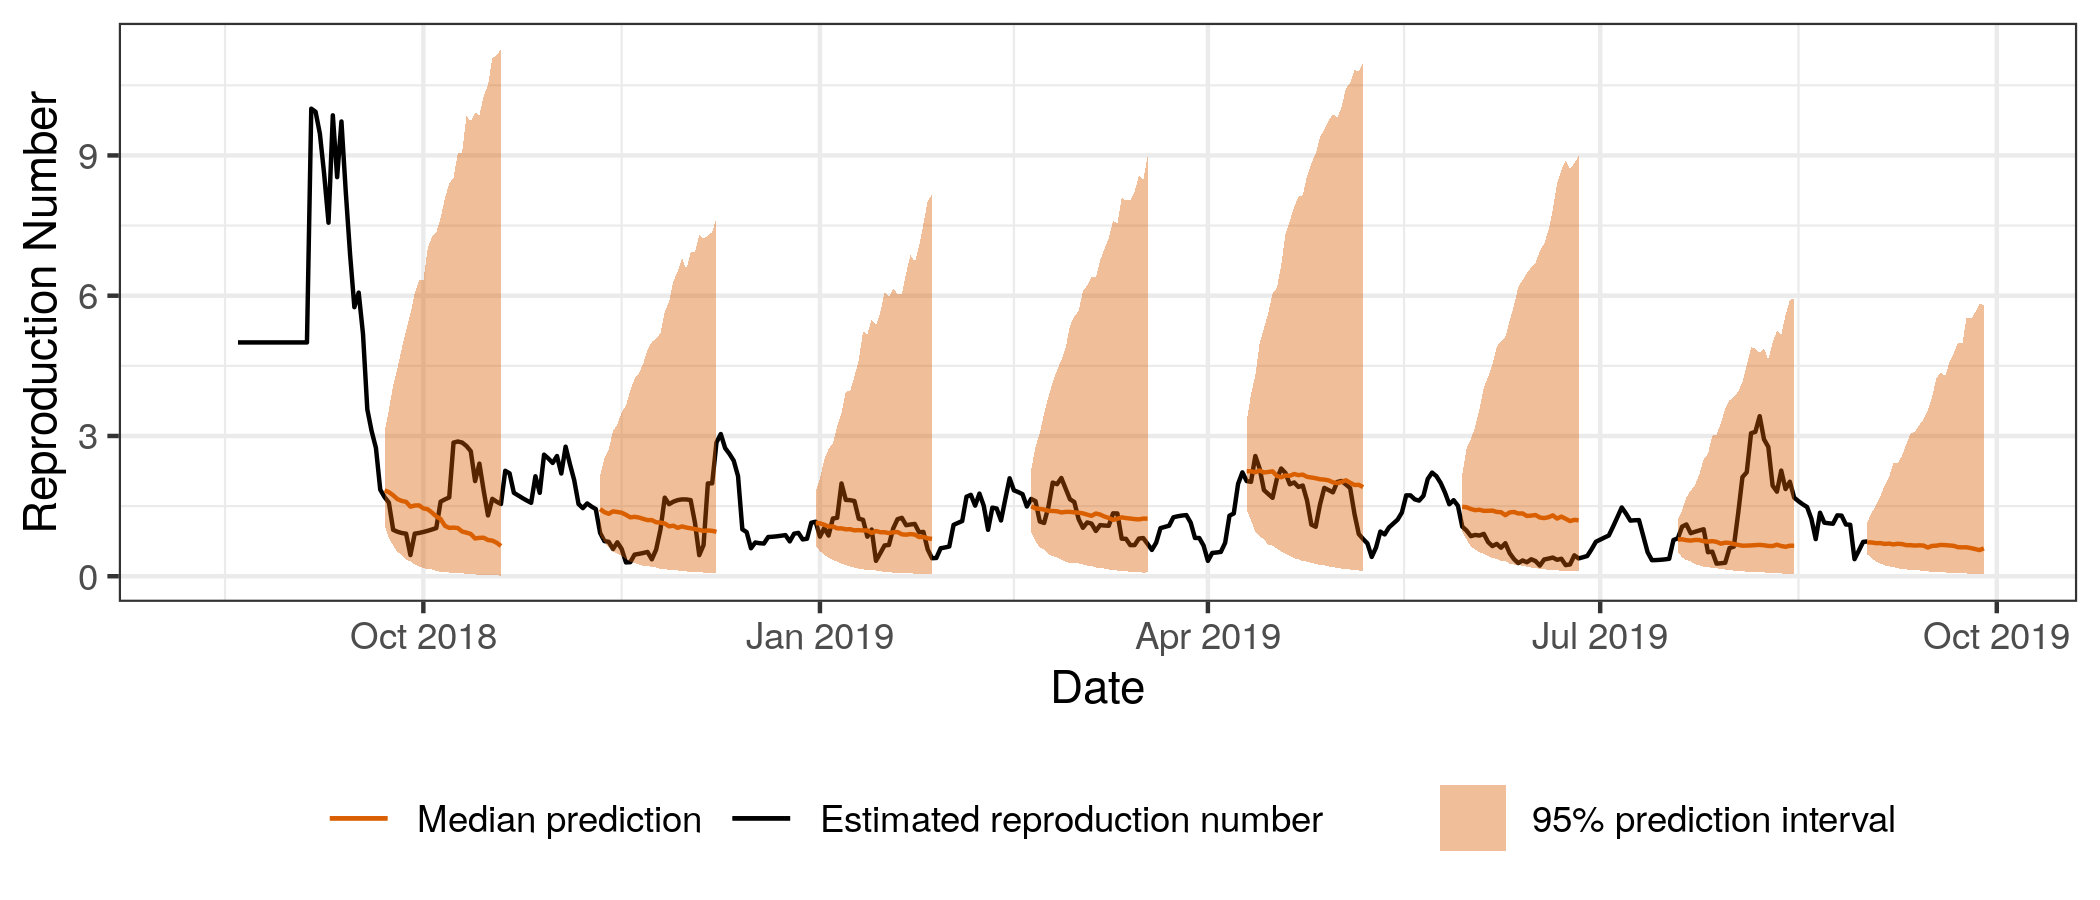 Reproduction Number
9
6
3
0
Oct 2018
Jan 2019
Apr 2019
Jul 2019
Oct 2019
Date
Median prediction
Estimated reproduction number
95% prediction interval